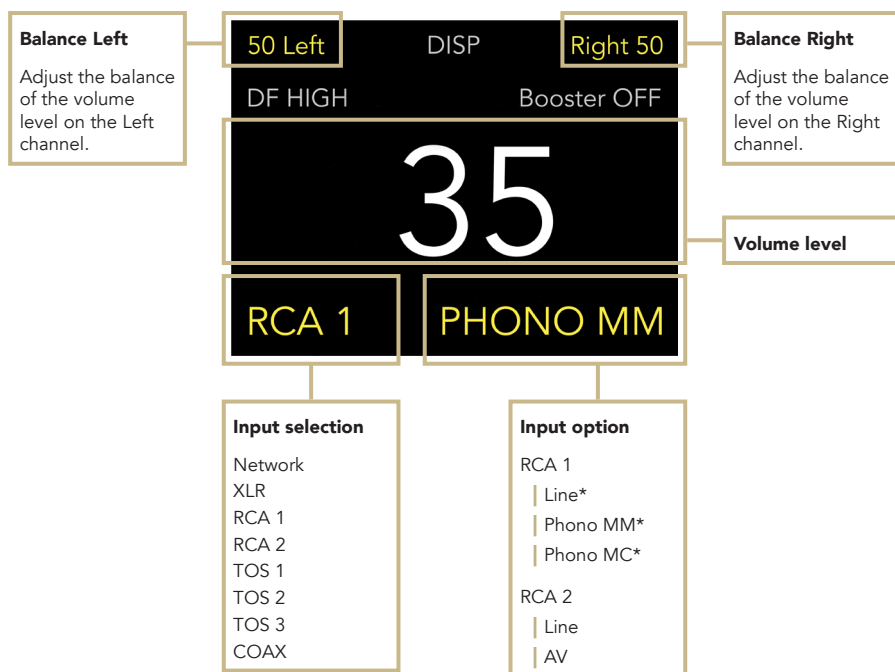 Balance Left
Adjust the balance
of the volume
level on the Left
channel.
50 Left DISP Right 50
DF HIGH Booster OFF
35
RCA 1 PHONO MM
Balance Right
Adjust the balance
of the volume
level on the Right
channel.
Volume level
Input selection
Network
XLR
RCA 1
RCA 2
TOS 1
TOS 2
TOS 3
COAX
Input option
RCA 1
Line*
Phono MM*
Phono MC*
RCA 2
Line
AV